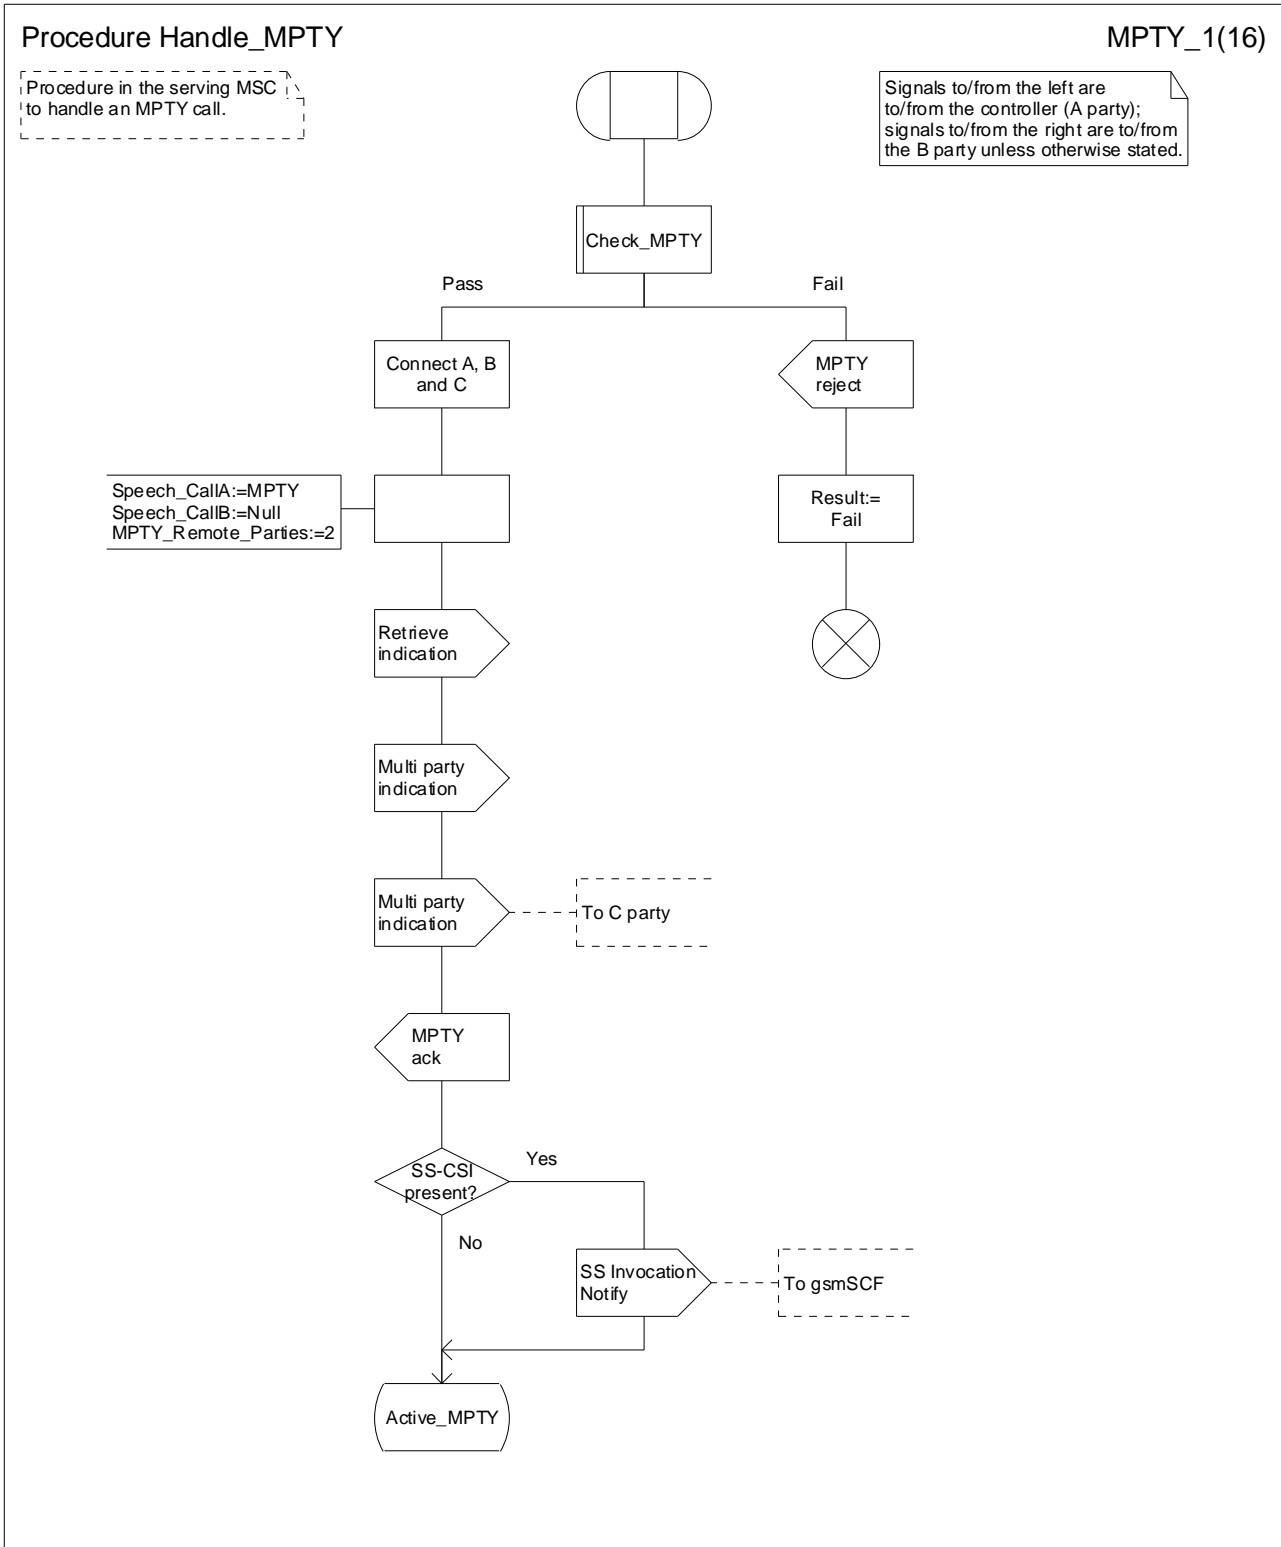 Procedure Handle_MPTY
MPTY_1(16)
Procedure in the serving MSC
to handle an MPTY call.
Signals to/from the left are
to/from the controller (A party);
signals to/from the right are to/from
the B party unless otherwise stated.
Check_MPTY
Pass
Fail
Connect A, B
and C
MPTY
reject
Speech_CallA:=MPTY
Speech_CallB:=Null
MPTY_Remote_Parties:=2
Result:=
Fail
Retrieve
indication
Multi party
indication
Multi party
indication
To C party
MPTY
ack
SS-CSI
present?
Yes
No
SS Invocation
Notify
To gsmSCF
Active_MPTY